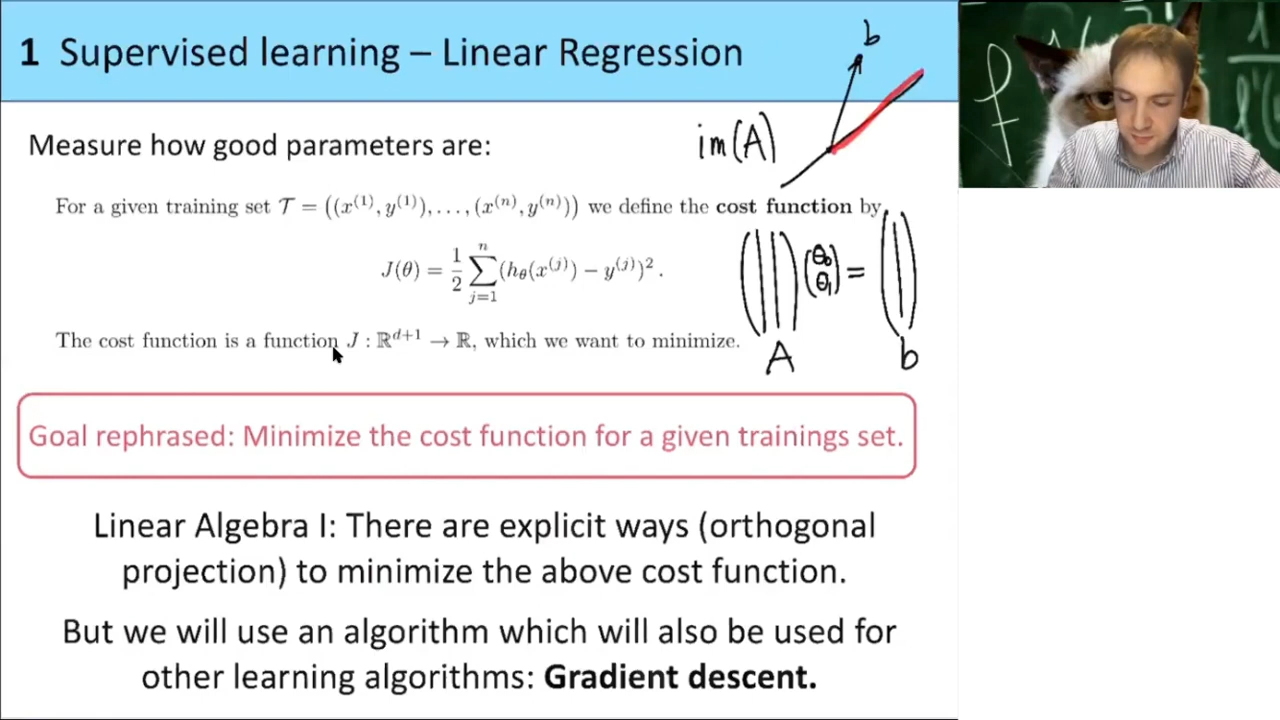 1 Supervised learning – Linear Regression
b
im(A)
Measure how good parameters are:
For a given training set 𝒯 = ((x⁽¹⁾, y⁽¹⁾), . . . , (x⁽ⁿ⁾, y⁽ⁿ⁾)) we define the cost function by
J(θ) = 1/2 ∑_{j=1}^{n} (h_θ(x⁽ʲ⁾) − y⁽ʲ⁾)² .
(θ₀ θ₁) =
The cost function is a function J : ℝ^{d+1} → ℝ, which we want to minimize.
A b
Goal rephrased: Minimize the cost function for a given trainings set.
Linear Algebra I: There are explicit ways (orthogonal
projection) to minimize the above cost function.
But we will use an algorithm which will also be used for
other learning algorithms: Gradient descent.